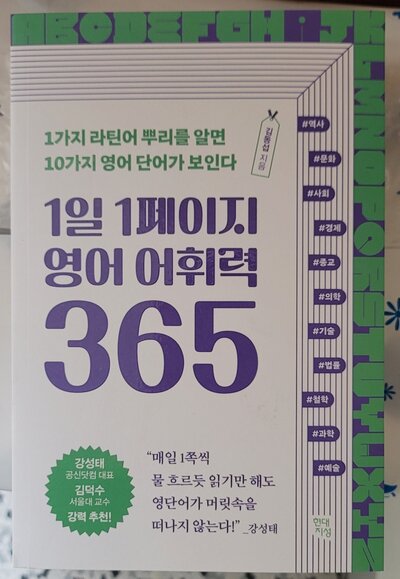 ABCDEFGHIJKLMNOPQRSTUVWXYZ
1가지 라틴어 뿌리를 알면
10가지 영어 단어가 보인다
김동섭 지음
1일 1페이지
영어 어휘력
365
#역사
#문화
#사회
#경제
#종교
#의학
#기술
#법률
#철학
#과학
#예술
강성태
공신닷컴 대표
김덕수
서울대 교수
강력 추천!
“매일 1쪽씩
물 흐르듯 읽기만 해도
영단어가 머릿속을
떠나지 않는다!”_강성태
현대
지성